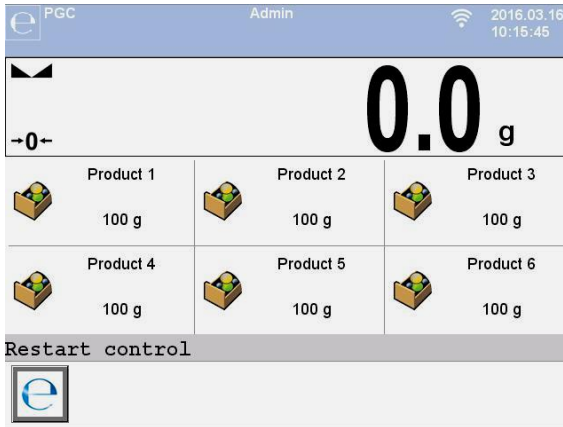 PGC Admin 2016.03.16
10:15:45
0.0 g
→0←
Product 1 Product 2 Product 3
100 g 100 g 100 g
Product 4 Product 5 Product 6
100 g 100 g 100 g
Restart control